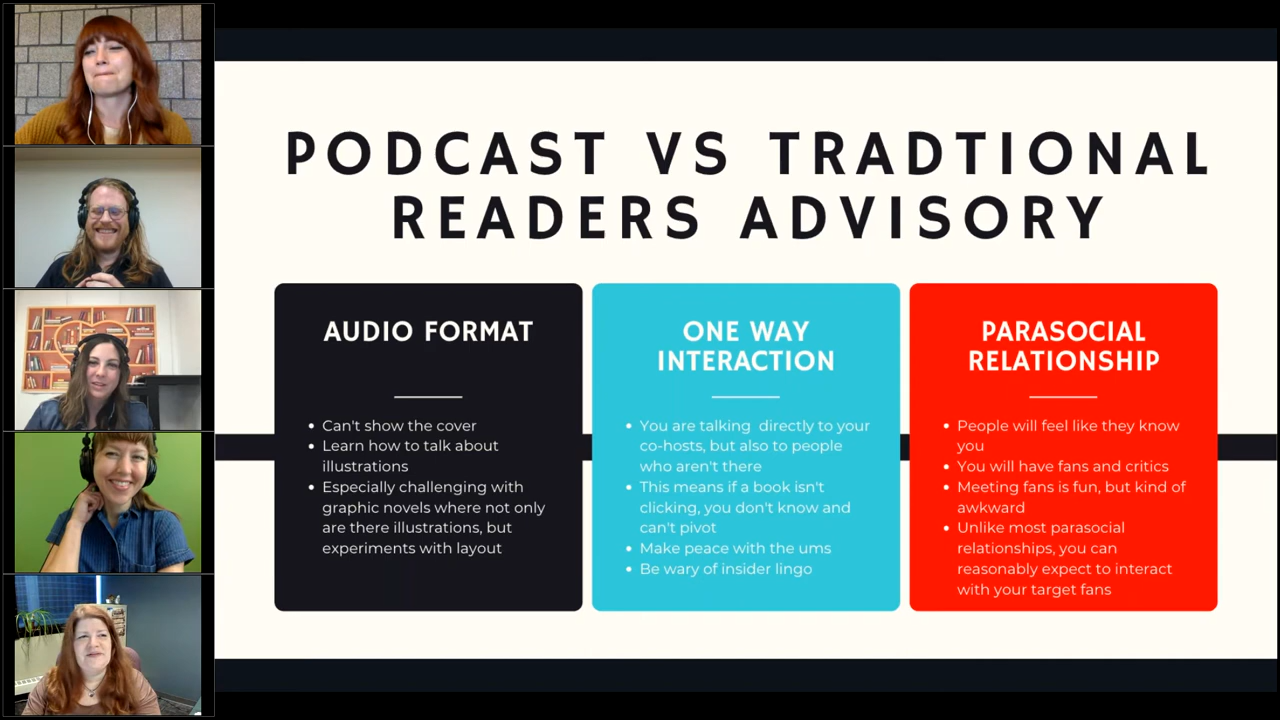 PODCAST VS TRADTIONAL
READERS ADVISORY
AUDIO FORMAT
• Can't show the cover
• Learn how to talk about
illustrations
• Especially challenging with
graphic novels where not only
are there illustrations, but
experiments with layout
ONE WAY
INTERACTION
• You are talking directly to your
co-hosts, but also to people
who aren't there
• This means if a book isn't
clicking, you don't know and
can't pivot
• Make peace with the ums
• Be wary of insider lingo
PARASOCIAL
RELATIONSHIP
• People will feel like they know
you
• You will have fans and critics
• Meeting fans is fun, but kind of
awkward
• Unlike most parasocial
relationships, you can
reasonably expect to interact
with your target fans